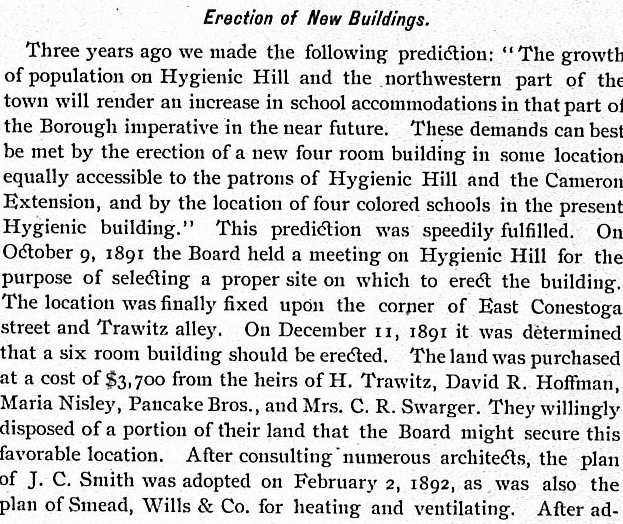 Erection of New Buildings.
Three years ago we made the following prediction: "The growth
of population on Hygienic Hill and the northwestern part of the
town will render an increase in school accommodations in that part of
the Borough imperative in the near future. These demands can best
be met by the erection of a new four room building in some location
equally accessible to the patrons of Hygienic Hill and the Cameron
Extension, and by the location of four colored schools in the present
Hygienic building." This prediction was speedily fulfilled. On
October 9, 1891 the Board held a meeting on Hygienic Hill for the
purpose of selecting a proper site on which to erect the building.
The location was finally fixed upon the corner of East Conestoga
street and Trawitz alley. On December 11, 1891 it was determined
that a six room building should be erected. The land was purchased
at a cost of $3,700 from the heirs of H. Trawitz, David R. Hoffman,
Maria Nisley, Pancake Bros., and Mrs. C. R. Swarger. They willingly
disposed of a portion of their land that the Board might secure this
favorable location. After consulting numerous architects, the plan
of J. C. Smith was adopted on February 2, 1892, as was also the
plan of Smead, Wills & Co. for heating and ventilating. After ad-